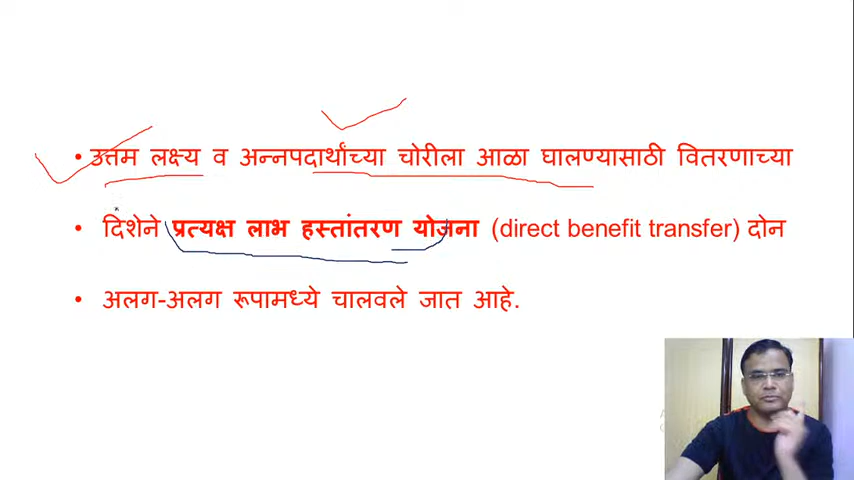 • उत्तम लक्ष्य व अन्नपदार्थांच्या चोरीला आळा घालण्यासाठी वितरणाच्या
• दिशेने प्रत्यक्ष लाभ हस्तांतरण योजना (direct benefit transfer) दोन
• अलग-अलग रूपामध्ये चालवले जात आहे.